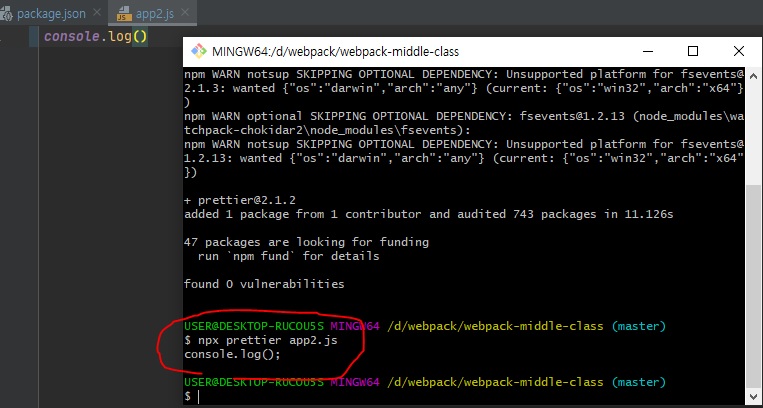 package.json
app2.js
console.log()
MINGW64:/d/webpack/webpack-middle-class
npm WARN notsup SKIPPING OPTIONAL DEPENDENCY: Unsupported platform for fsevents@
2.1.3: wanted {"os":"darwin","arch":"any"} (current: {"os":"win32","arch":"x64"}
)
npm WARN optional SKIPPING OPTIONAL DEPENDENCY: fsevents@1.2.13 (node_modules\wa
tchpack-chokidar2\node_modules\fsevents):
npm WARN notsup SKIPPING OPTIONAL DEPENDENCY: Unsupported platform for fsevents@
1.2.13: wanted {"os":"darwin","arch":"any"} (current: {"os":"win32","arch":"x64"
})
+ prettier@2.1.2
added 1 package from 1 contributor and audited 743 packages in 11.126s
47 packages are looking for funding
run `npm fund` for details
found 0 vulnerabilities
USER@DESKTOP-RUCOU5S MINGW64 /d/webpack/webpack-middle-class (master)
$ npx prettier app2.js
console.log();
USER@DESKTOP-RUCOU5S MINGW64 /d/webpack/webpack-middle-class (master)
$